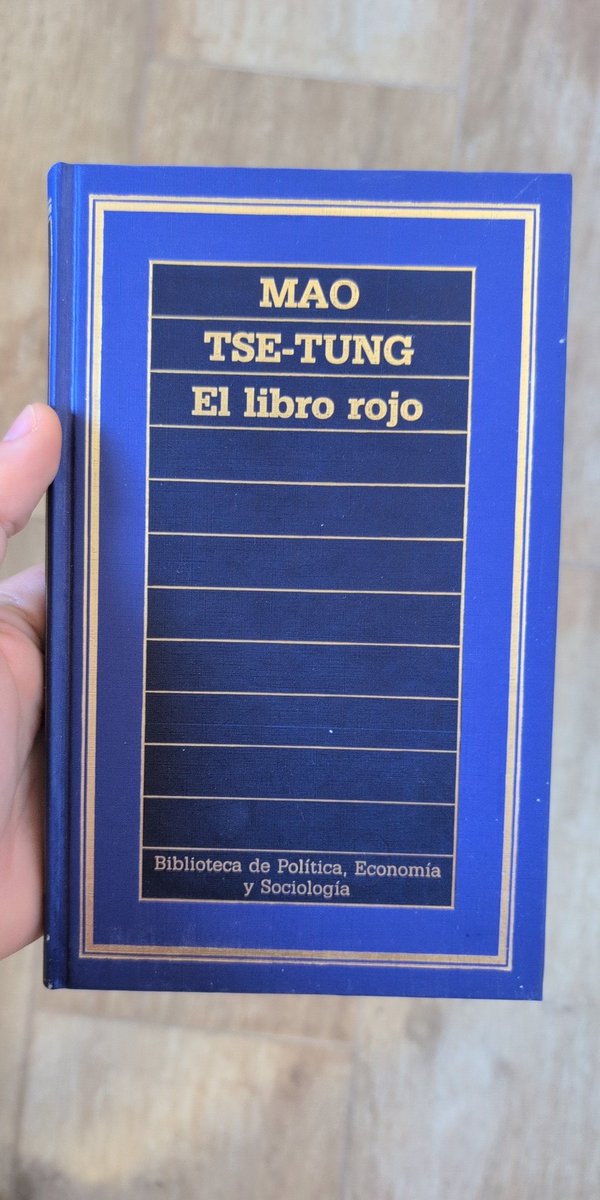 MAO
TSE-TUNG
El libro rojo
Biblioteca de Política, Economía
y Sociología